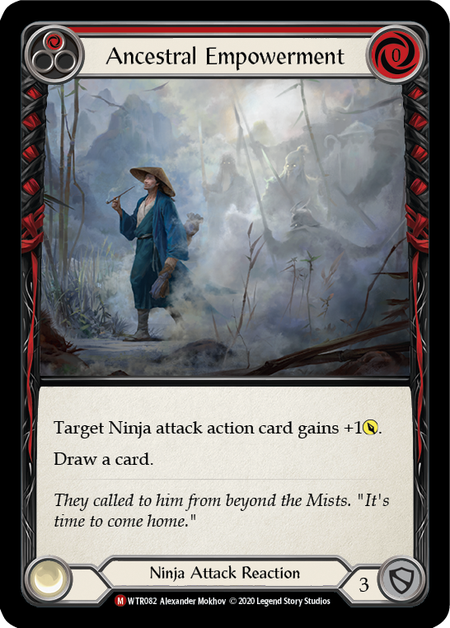 Ancestral Empowerment
0
Target Ninja attack action card gains +1.
Draw a card.
They called to him from beyond the Mists. "It's
time to come home."
Ninja Attack Reaction
3
M WTR082 Alexander Mokhov © 2020 Legend Story Studios